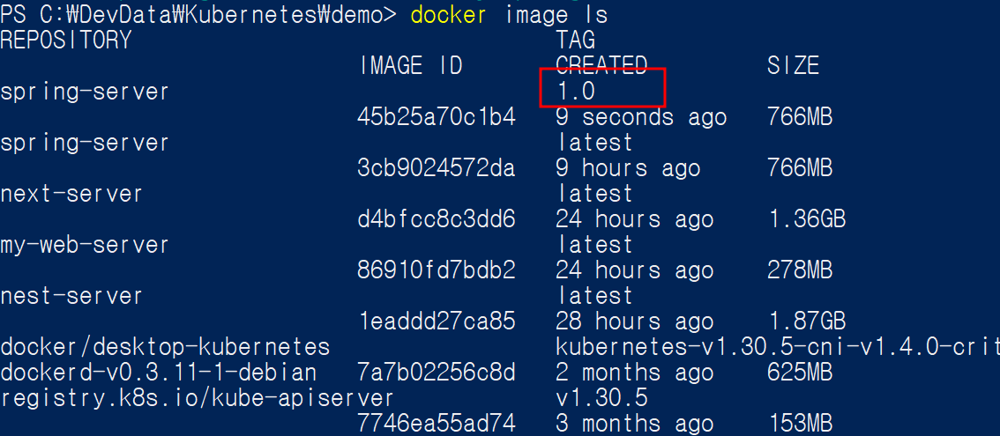 PS C:₩DevData₩Kubernetes₩demo> docker image ls
REPOSITORY TAG
IMAGE ID CREATED SIZE
spring-server 1.0
45b25a70c1b4 9 seconds ago 766MB
spring-server latest
3cb9024572da 9 hours ago 766MB
next-server latest
d4bfcc8c3dd6 24 hours ago 1.36GB
my-web-server latest
86910fd7bdb2 24 hours ago 278MB
nest-server latest
1eaddd27ca85 28 hours ago 1.87GB
docker/desktop-kubernetes kubernetes-v1.30.5-cni-v1.4.0-crit
dockerd-v0.3.11-1-debian 7a7b02256c8d 2 months ago 625MB
registry.k8s.io/kube-apiserver v1.30.5
7746ea55ad74 3 months ago 153MB